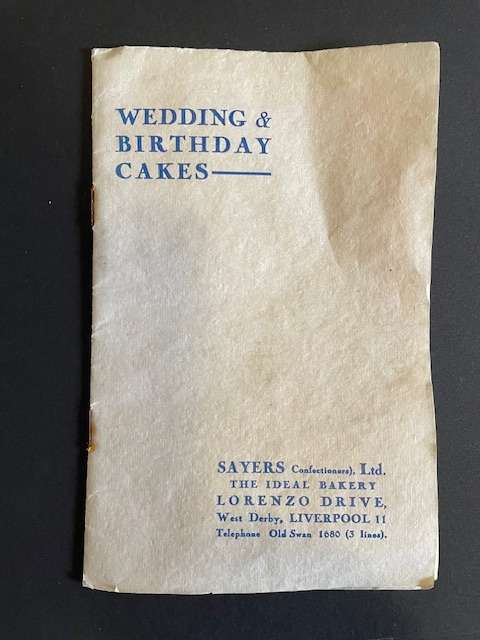 WEDDING &
BIRTHDAY
CAKES——
SAYERS Confectioners), Ltd.
THE IDEAL BAKERY
LORENZO DRIVE,
West Derby, LIVERPOOL 11
Telephone Old Swan 1680 (3 lines).